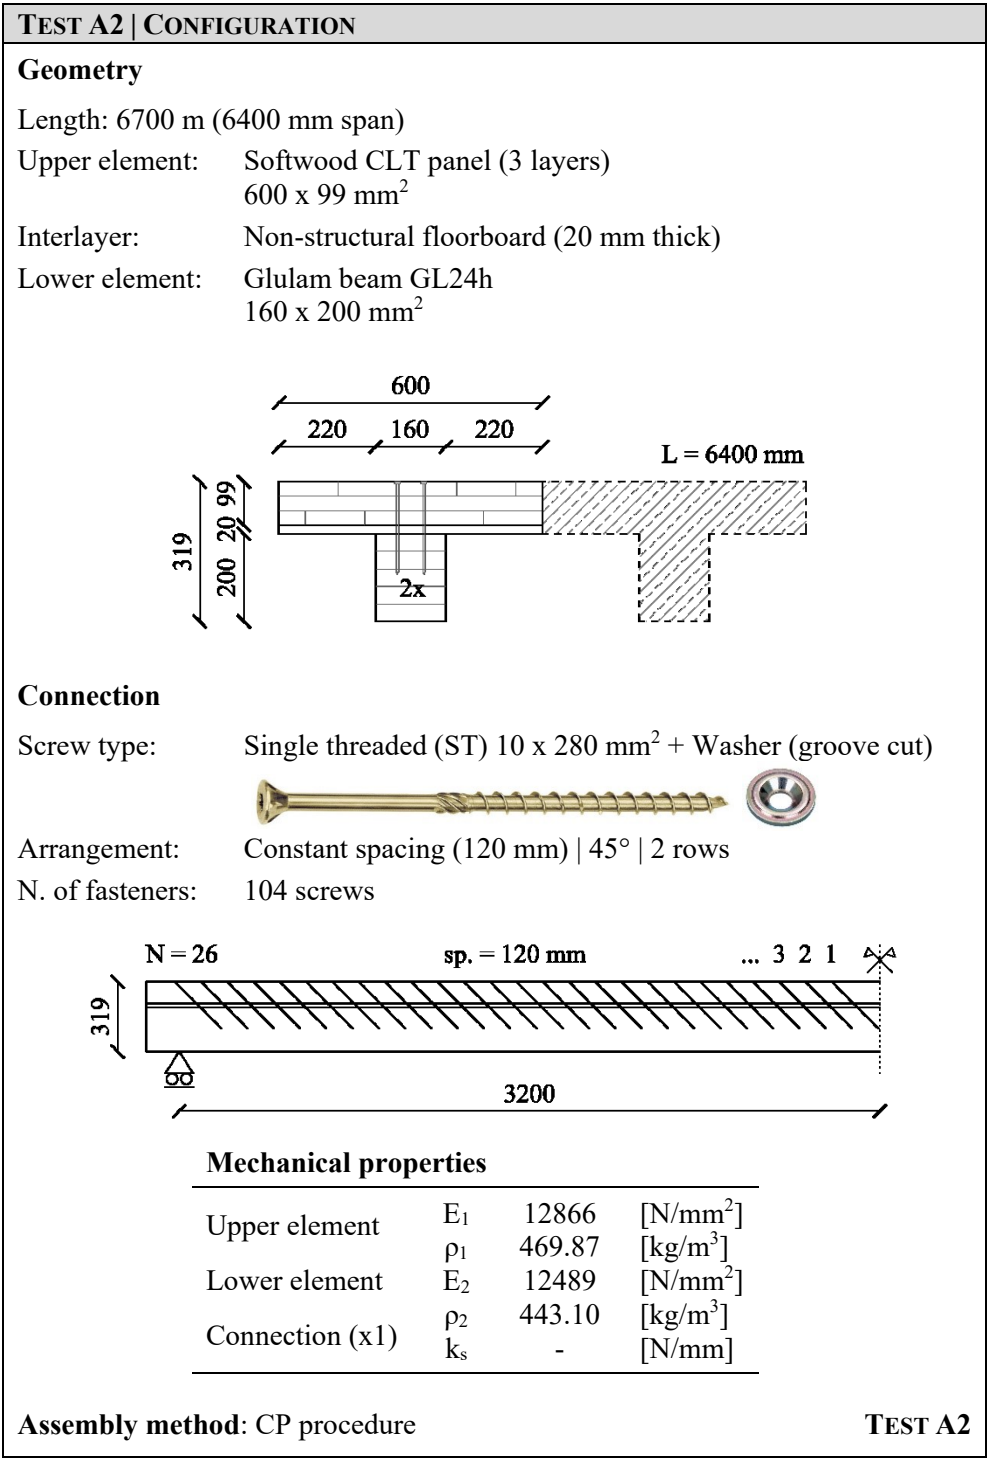 TEST A2 | CONFIGURATION
Geometry
Length: 6700 m (6400 mm span)
Upper element: Softwood CLT panel (3 layers)
600 x 99 mm²
Interlayer: Non-structural floorboard (20 mm thick)
Lower element: Glulam beam GL24h
160 x 200 mm²
600
220 160 220
L = 6400 mm
319
99
20
200
2x
Connection
Screw type: Single threaded (ST) 10 x 280 mm² + Washer (groove cut)
Arrangement: Constant spacing (120 mm) | 45° | 2 rows
N. of fasteners: 104 screws
N = 26 sp. = 120 mm ... 3 2 1
319
3200
Mechanical properties
Upper element E₁ 12866 [N/mm²]
ρ₁ 469.87 [kg/m³]
Lower element E₂ 12489 [N/mm²]
ρ₂ 443.10 [kg/m³]
Connection (x1) kₛ - [N/mm]
Assembly method: CP procedure TEST A2